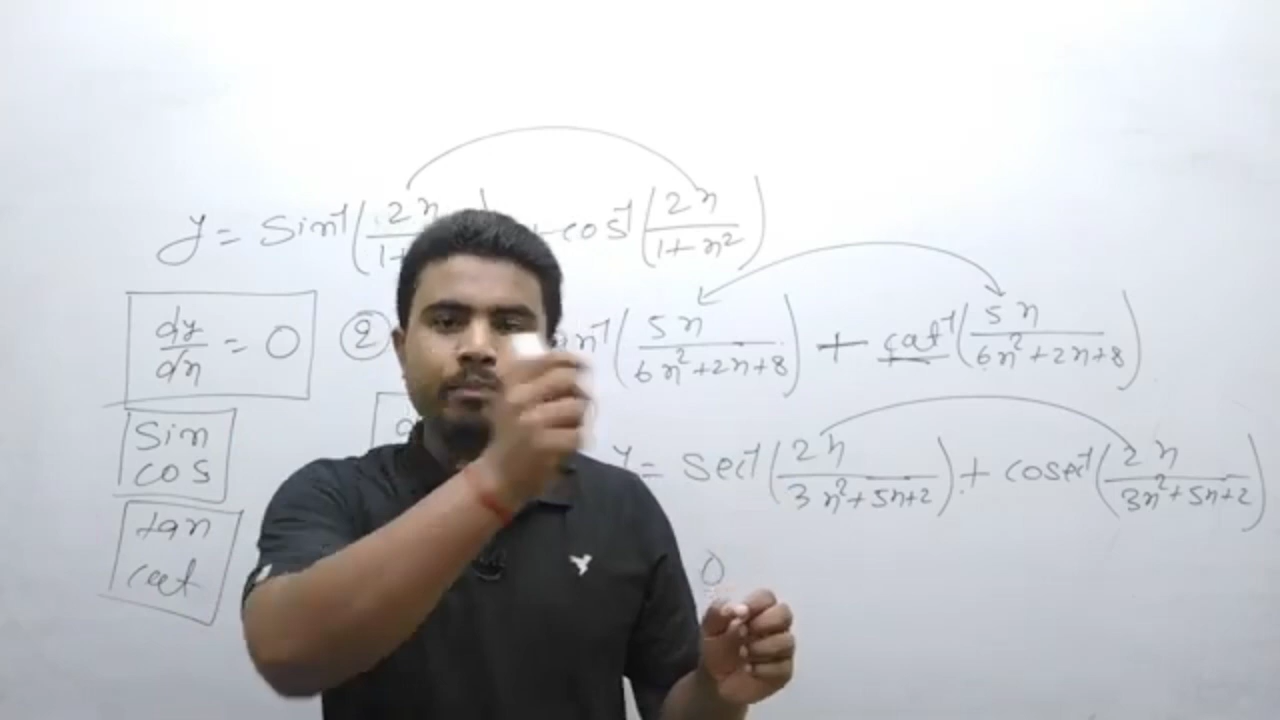 y = Sin⁻¹(2x/1+ + cos⁻¹(2x/1+x²)
dy/dx = 0
② an⁻¹(5x/6x²+2x+8) + cot⁻¹(5x/6x²+2x+8)
Sin
cos
y = sec⁻¹(2x/3x²+5x+2) + cosec⁻¹(2x/3x²+5x+2)
tan
cot
0